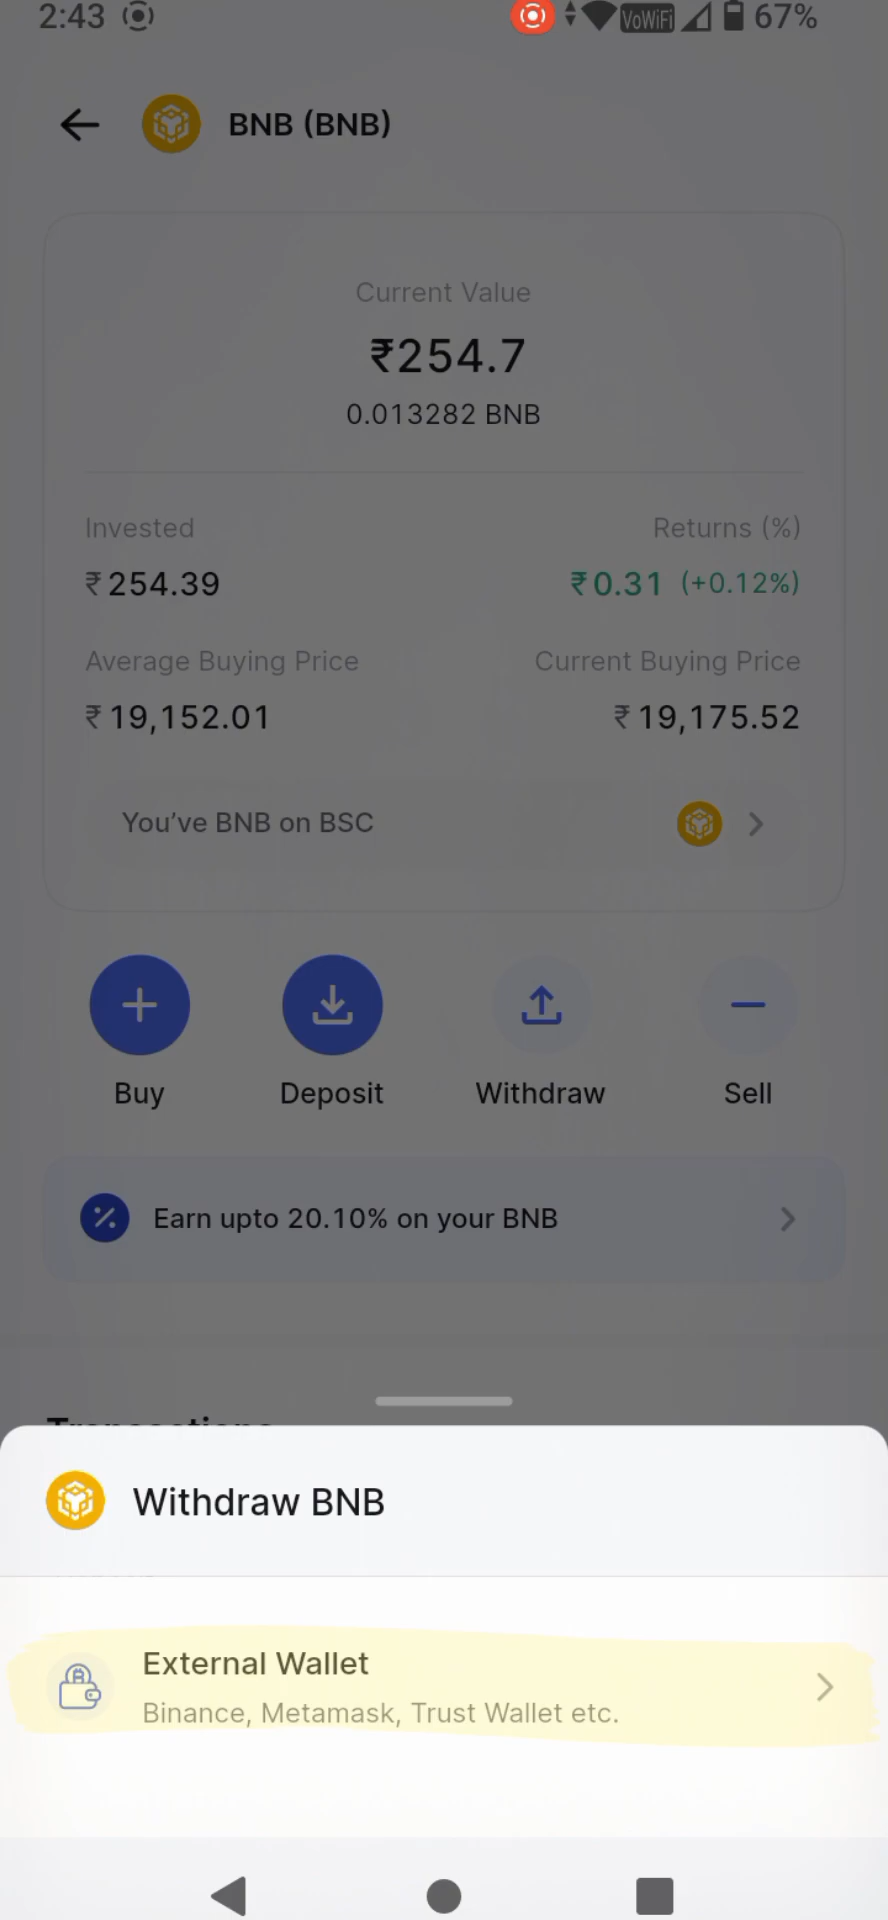 2:43 VoWiFi 67%
BNB (BNB)
Current Value
₹254.7
0.013282 BNB
Invested Returns (%)
₹254.39 ₹0.31 (+0.12%)
Average Buying Price Current Buying Price
₹19,152.01 ₹19,175.52
You’ve BNB on BSC
Buy Deposit Withdraw Sell
Earn upto 20.10% on your BNB
Transactions
Withdraw BNB
External Wallet
Binance, Metamask, Trust Wallet etc.